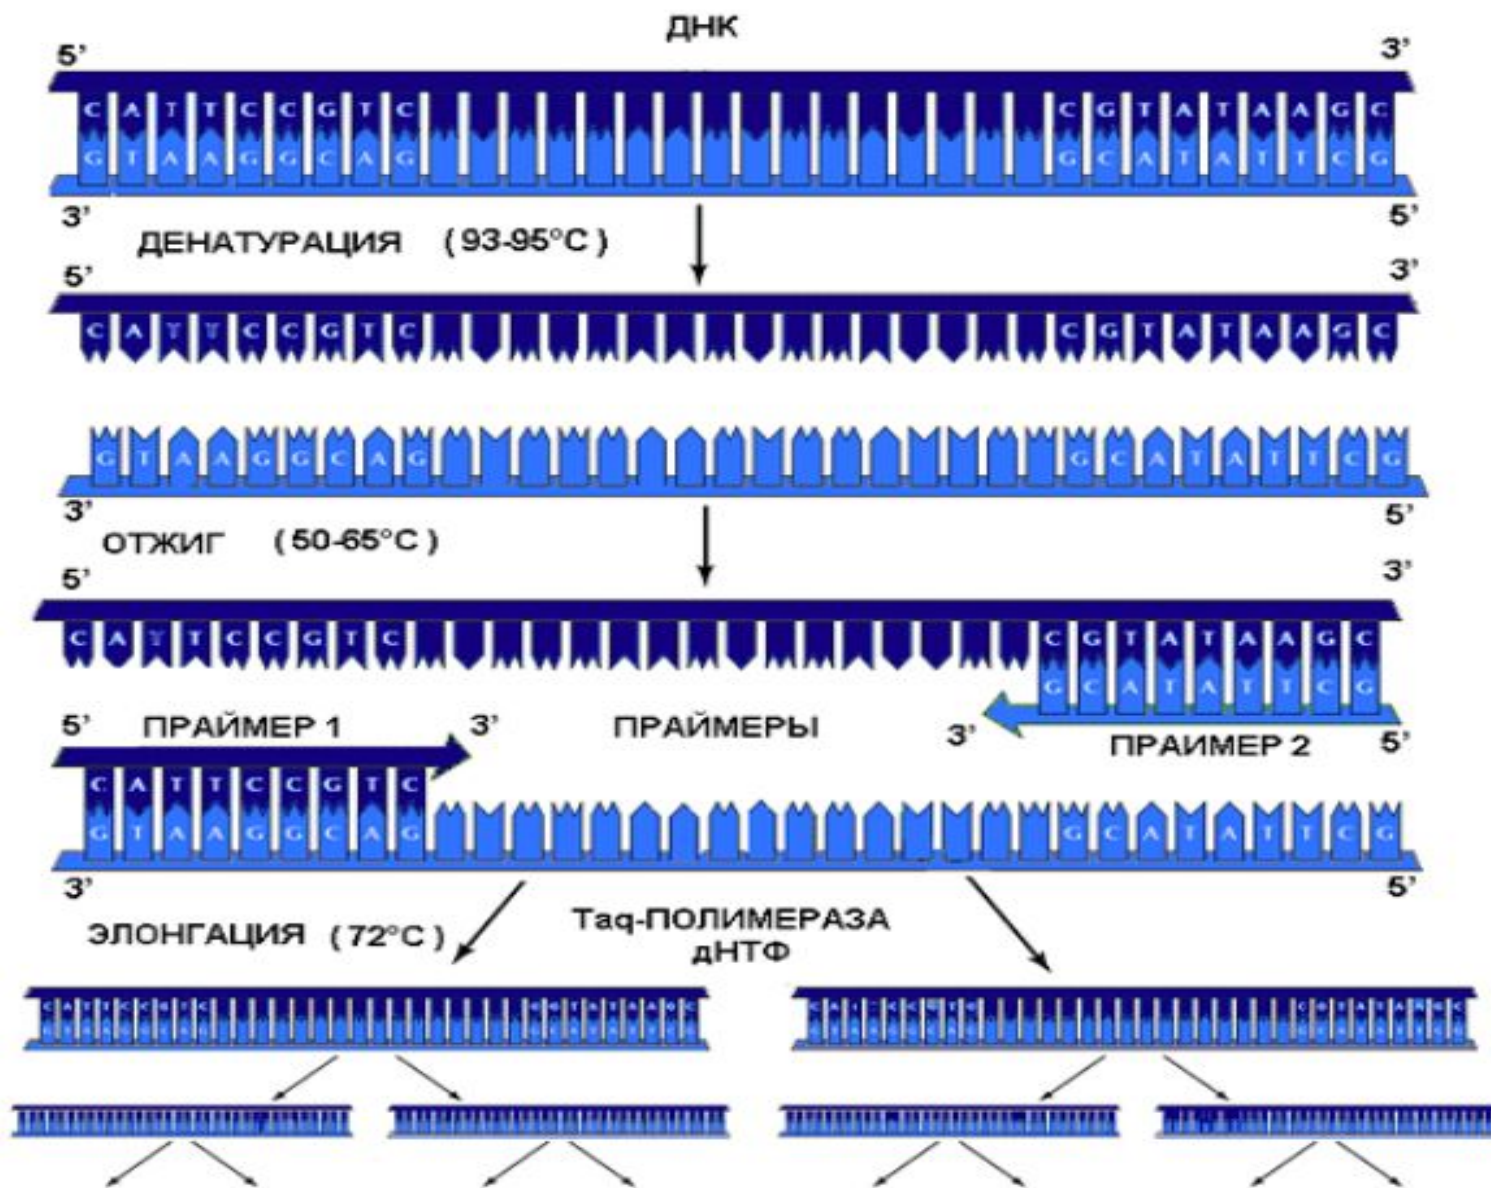 ДНК
5’ 3’
C A T T C C G T C C G T A T A A G C
G T A A G G C A G G C A T A T T C G
3’ 5’
ДЕНАТУРАЦИЯ (93-95°C)
5’ 3’
C A T T C C G T C C G T A T A A G C
G T A A G G C A G G C A T A T T C G
3’ 5’
ОТЖИГ (50-65°C)
5’ 3’
C A T T C C G T C C G T A T A A G C
G C A T A T T C G
5’ ПРАЙМЕР 1 3’ ПРАЙМЕРЫ 3’ ПРАИМЕР 2 5’
C A T T C C G T C
G T A A G G C A G G C A T A T T C G
3’ 5’
ЭЛОНГАЦИЯ (72°C) Taq-ПОЛИМЕРАЗА
дНТФ